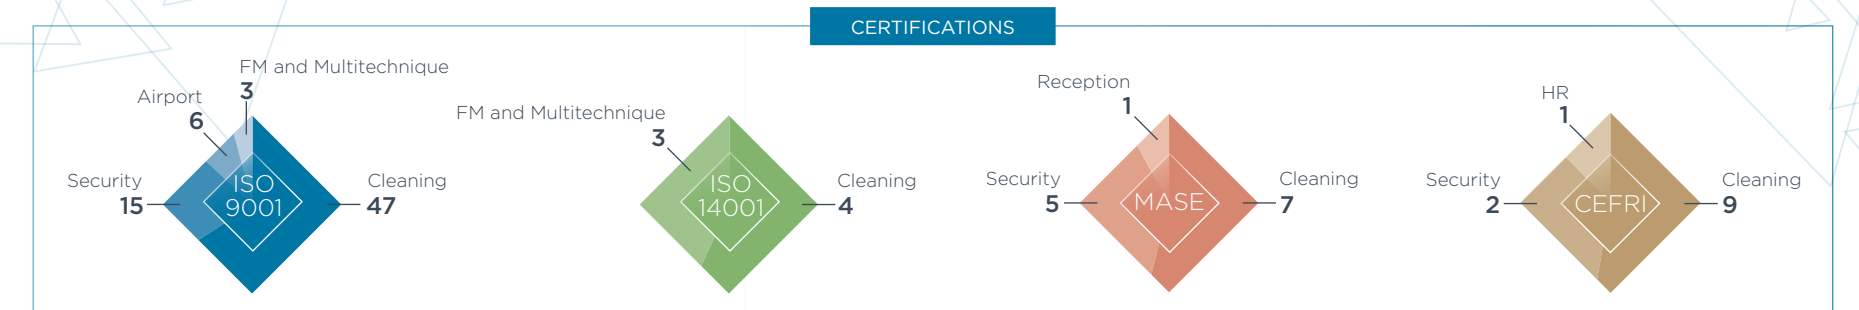 CERTIFICATIONS
FM and Multitechnique
3
Airport
6
Security
15
ISO
9001
Cleaning
47
FM and Multitechnique
3
ISO
14001
Cleaning
4
Reception
1
Security
5
MASE
Cleaning
7
HR
1
Security
2
CEFRI
Cleaning
9